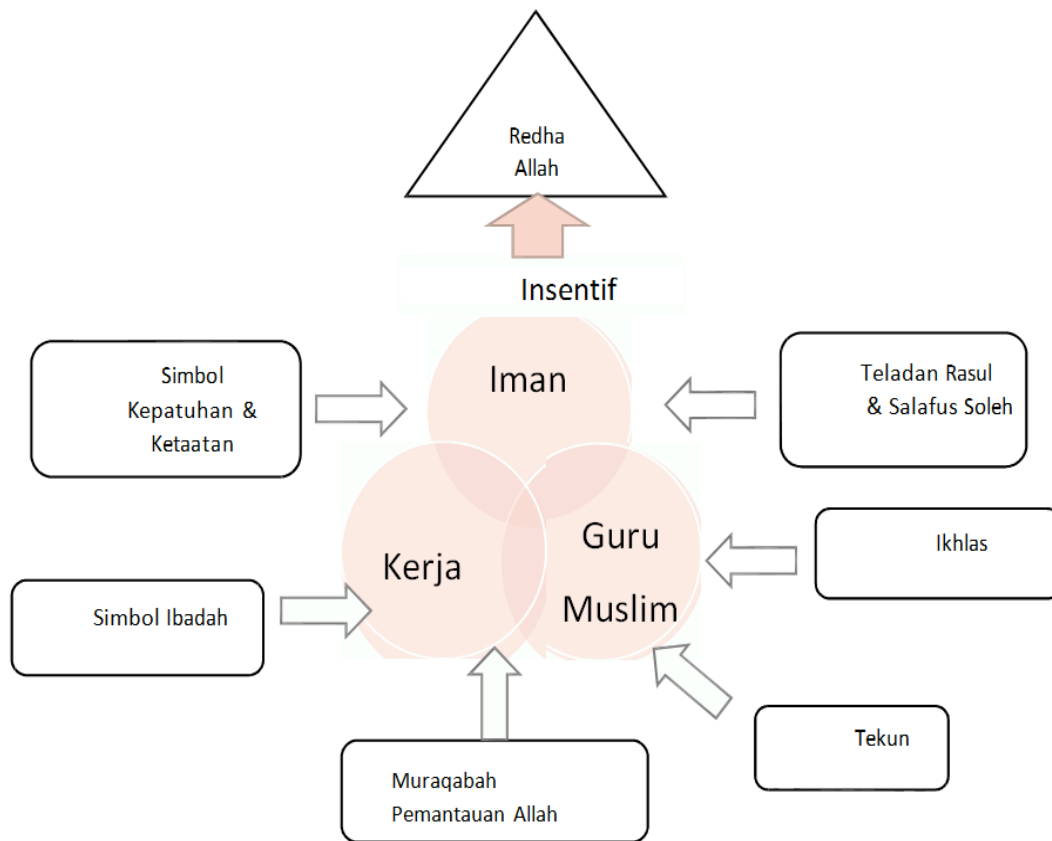 Redha
Allah
Insentif
Iman
Simbol
Kepatuhan &
Ketaatan
Teladan Rasul
& Salafus Soleh
Kerja
Guru
Muslim
Ikhlas
Simbol Ibadah
Tekun
Muraqabah
Pemantauan Allah